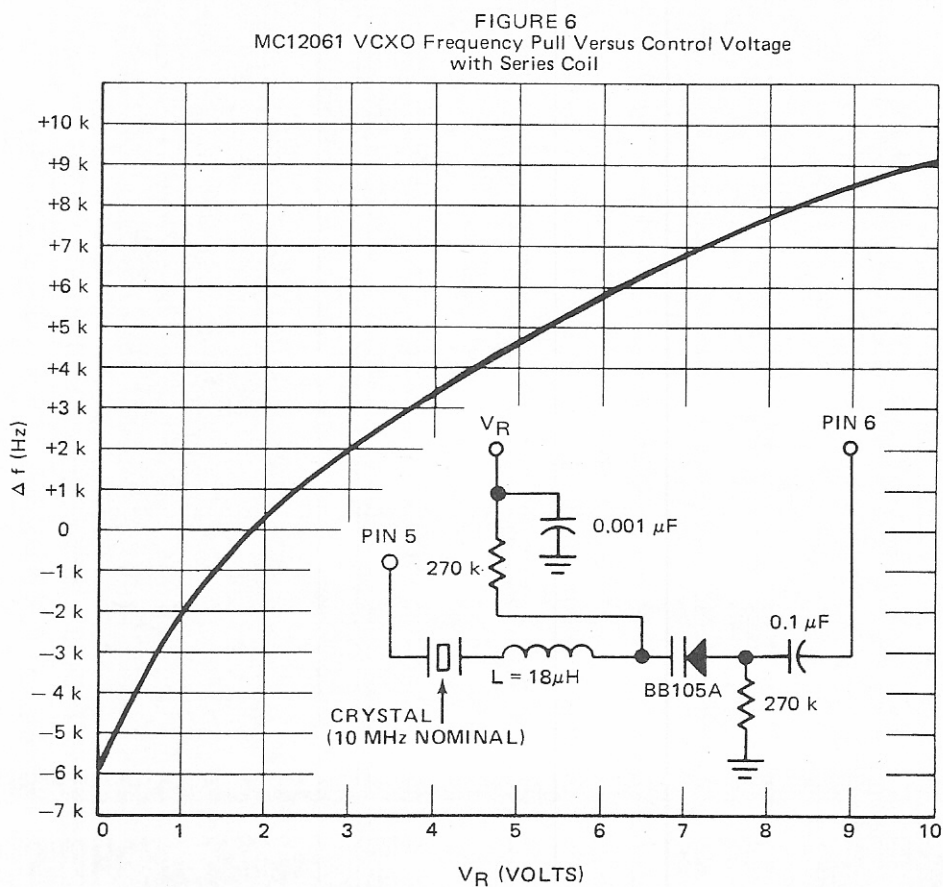 FIGURE 6
MC12061 VCXO Frequency Pull Versus Control Voltage
with Series Coil
+10 k
+9 k
+8 k
+7 k
+6 k
+5 k
+4 k
+3 k
+2 k
+1 k
0
−1 k
−2 k
−3 k
−4 k
−5 k
−6 k
−7 k
Δ f (Hz)
VR
PIN 6
PIN 5
0.001 μF
270 k
0.1 μF
L = 18μH
BB105A
270 k
CRYSTAL
(10 MHz NOMINAL)
0 1 2 3 4 5 6 7 8 9 10
VR (VOLTS)